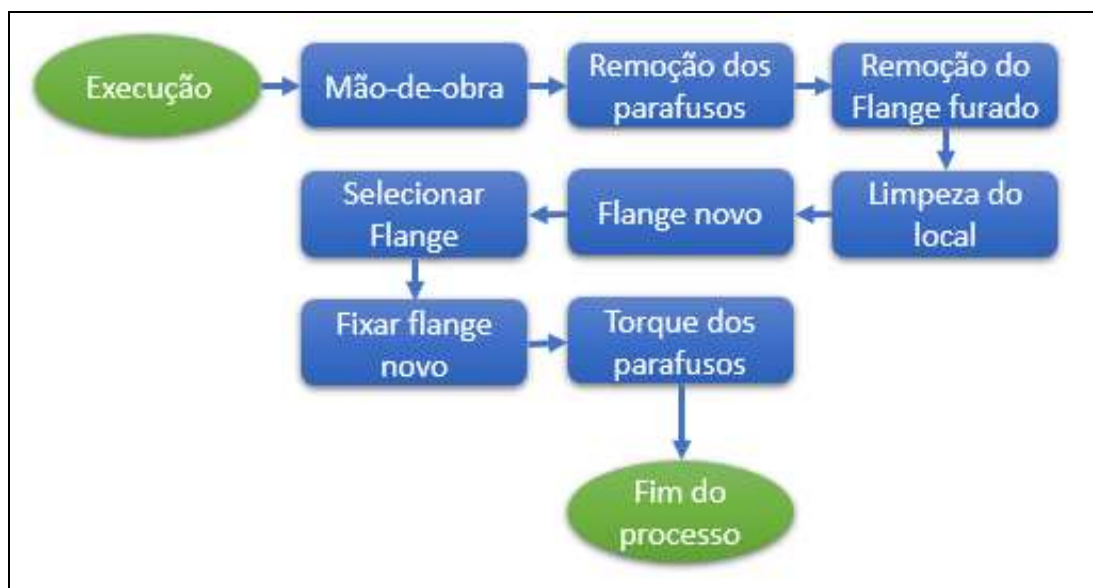 Execução
Mão-de-obra
Remoção dos
parafusos
Remoção do
Flange furado
Limpeza do
local
Flange novo
Selecionar
Flange
Fixar flange
novo
Torque dos
parafusos
Fim do
processo